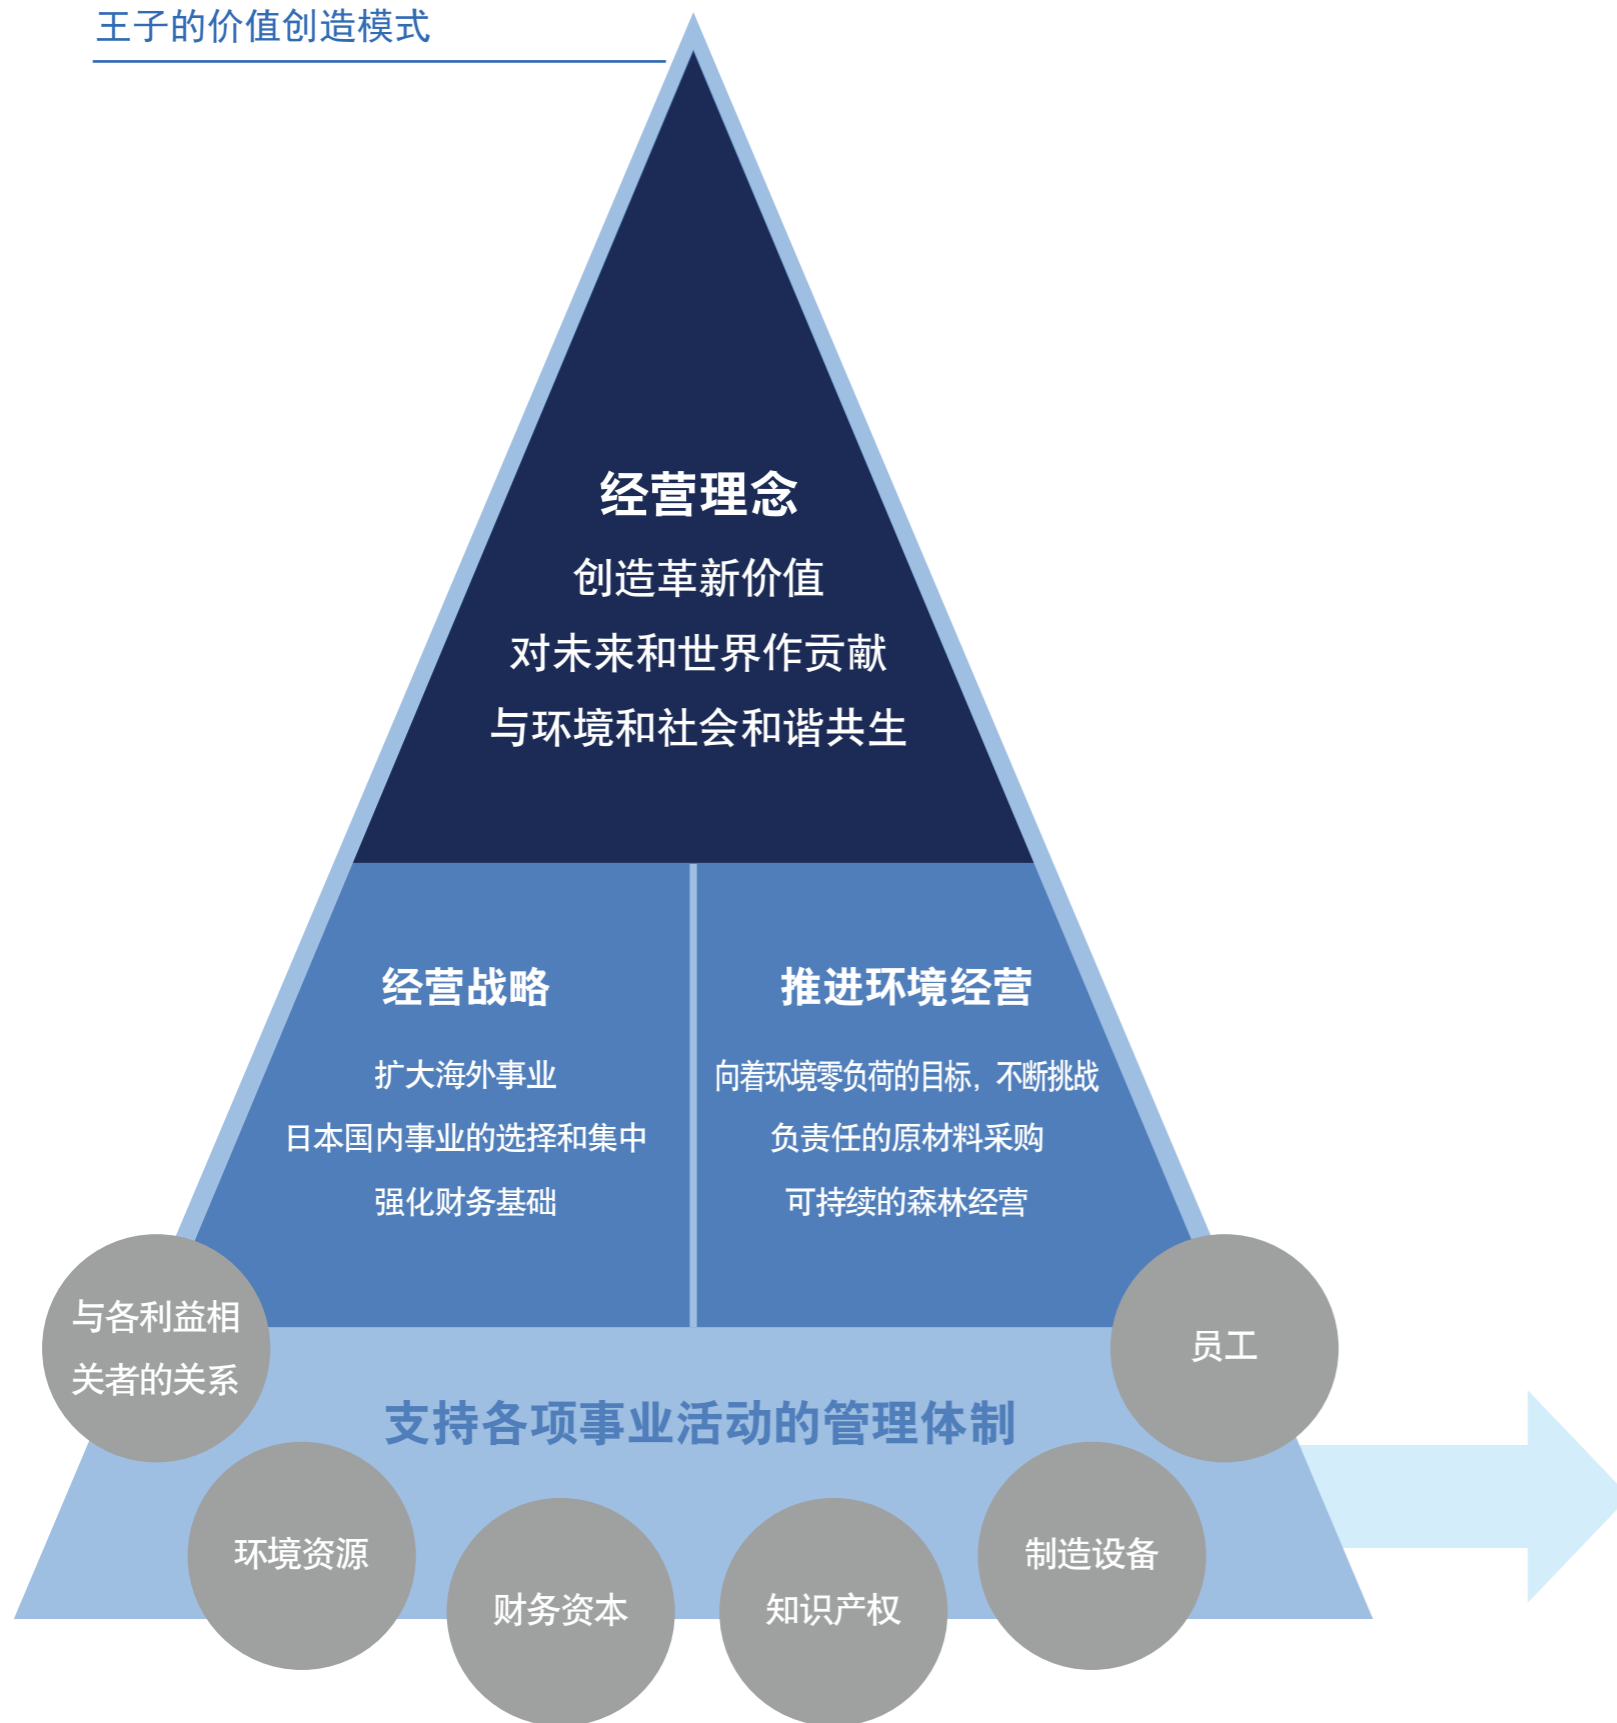 王子的价值创造模式
经营理念
创造革新价值
对未来和世界作贡献
与环境和社会和谐共生
经营战略
扩大海外事业
日本国内事业的选择和集中
强化财务基础
推进环境经营
向着环境零负荷的目标，不断挑战
负责任的原材料采购
可持续的森林经营
支持各项事业活动的管理体制
与各利益相
关者的关系
环境资源
财务资本
知识产权
制造设备
员工